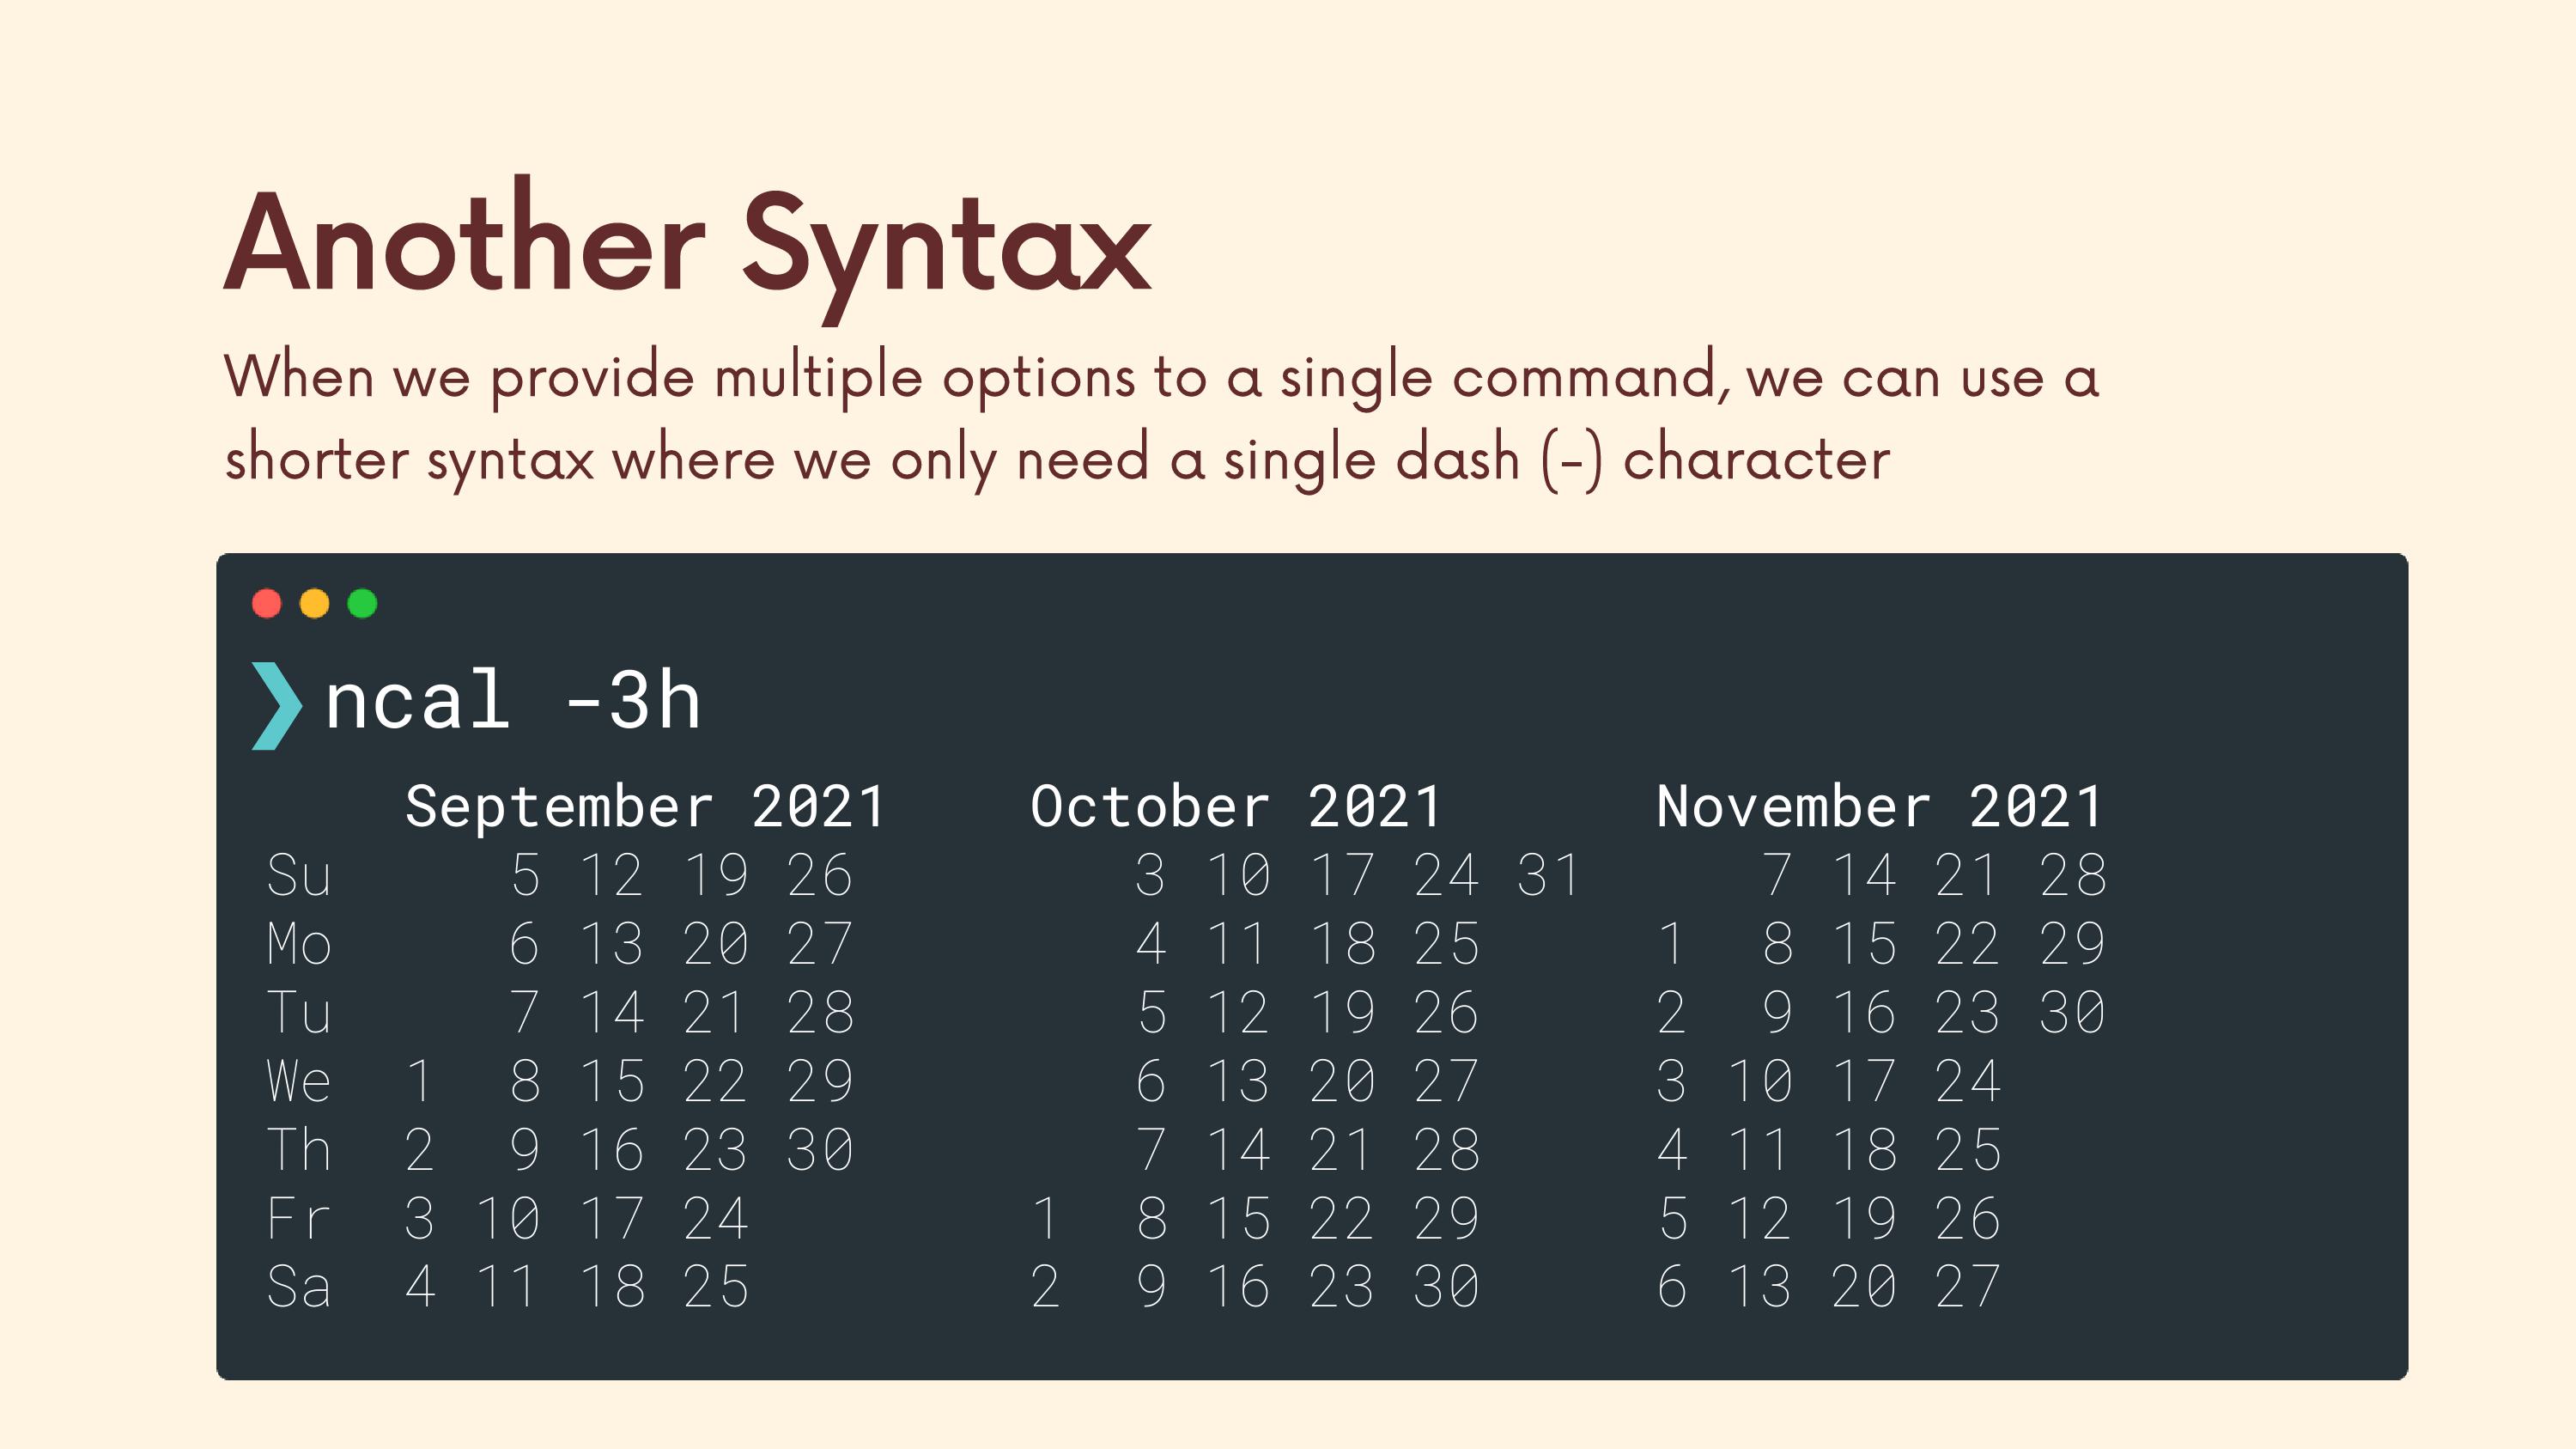 Another Syntax
When we provide multiple options to a single command, we can use a
shorter syntax where we only need a single dash (-) character
❯ ncal -3h
    September 2021    October 2021      November 2021
Su     5 12 19 26        3 10 17 24 31     7 14 21 28
Mo     6 13 20 27        4 11 18 25     1  8 15 22 29
Tu     7 14 21 28        5 12 19 26     2  9 16 23 30
We  1  8 15 22 29        6 13 20 27     3 10 17 24
Th  2  9 16 23 30        7 14 21 28     4 11 18 25
Fr  3 10 17 24        1  8 15 22 29     5 12 19 26
Sa  4 11 18 25        2  9 16 23 30     6 13 20 27